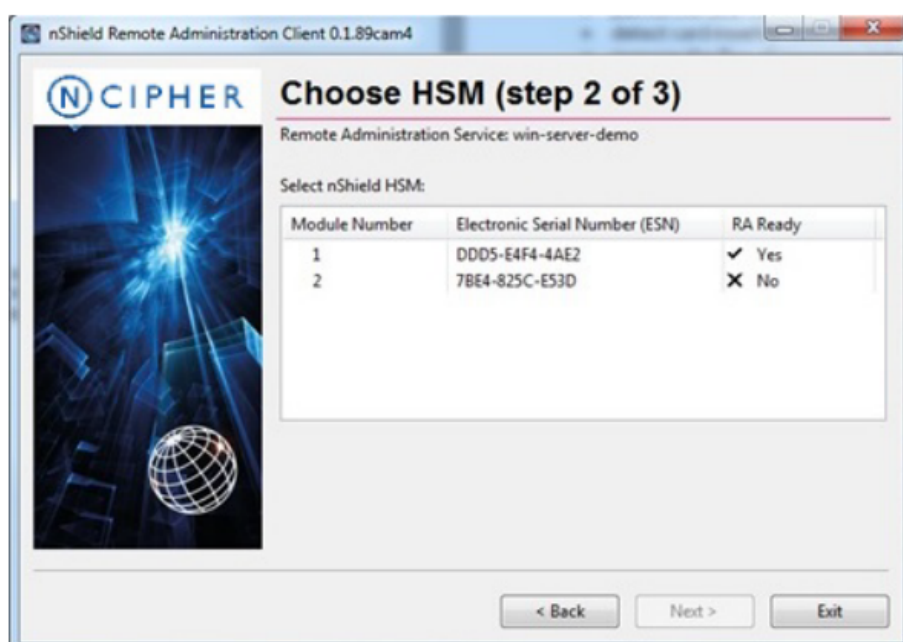 nShield Remote Administration Client 0.1.89cam4
NCIPHER
Choose HSM (step 2 of 3)
Remote Administration Service: win-server-demo
Select nShield HSM:
Module Number Electronic Serial Number (ESN) RA Ready
1 DDD5-E4F4-4AE2 Yes
2 7BE4-825C-E53D No
< Back Next > Exit